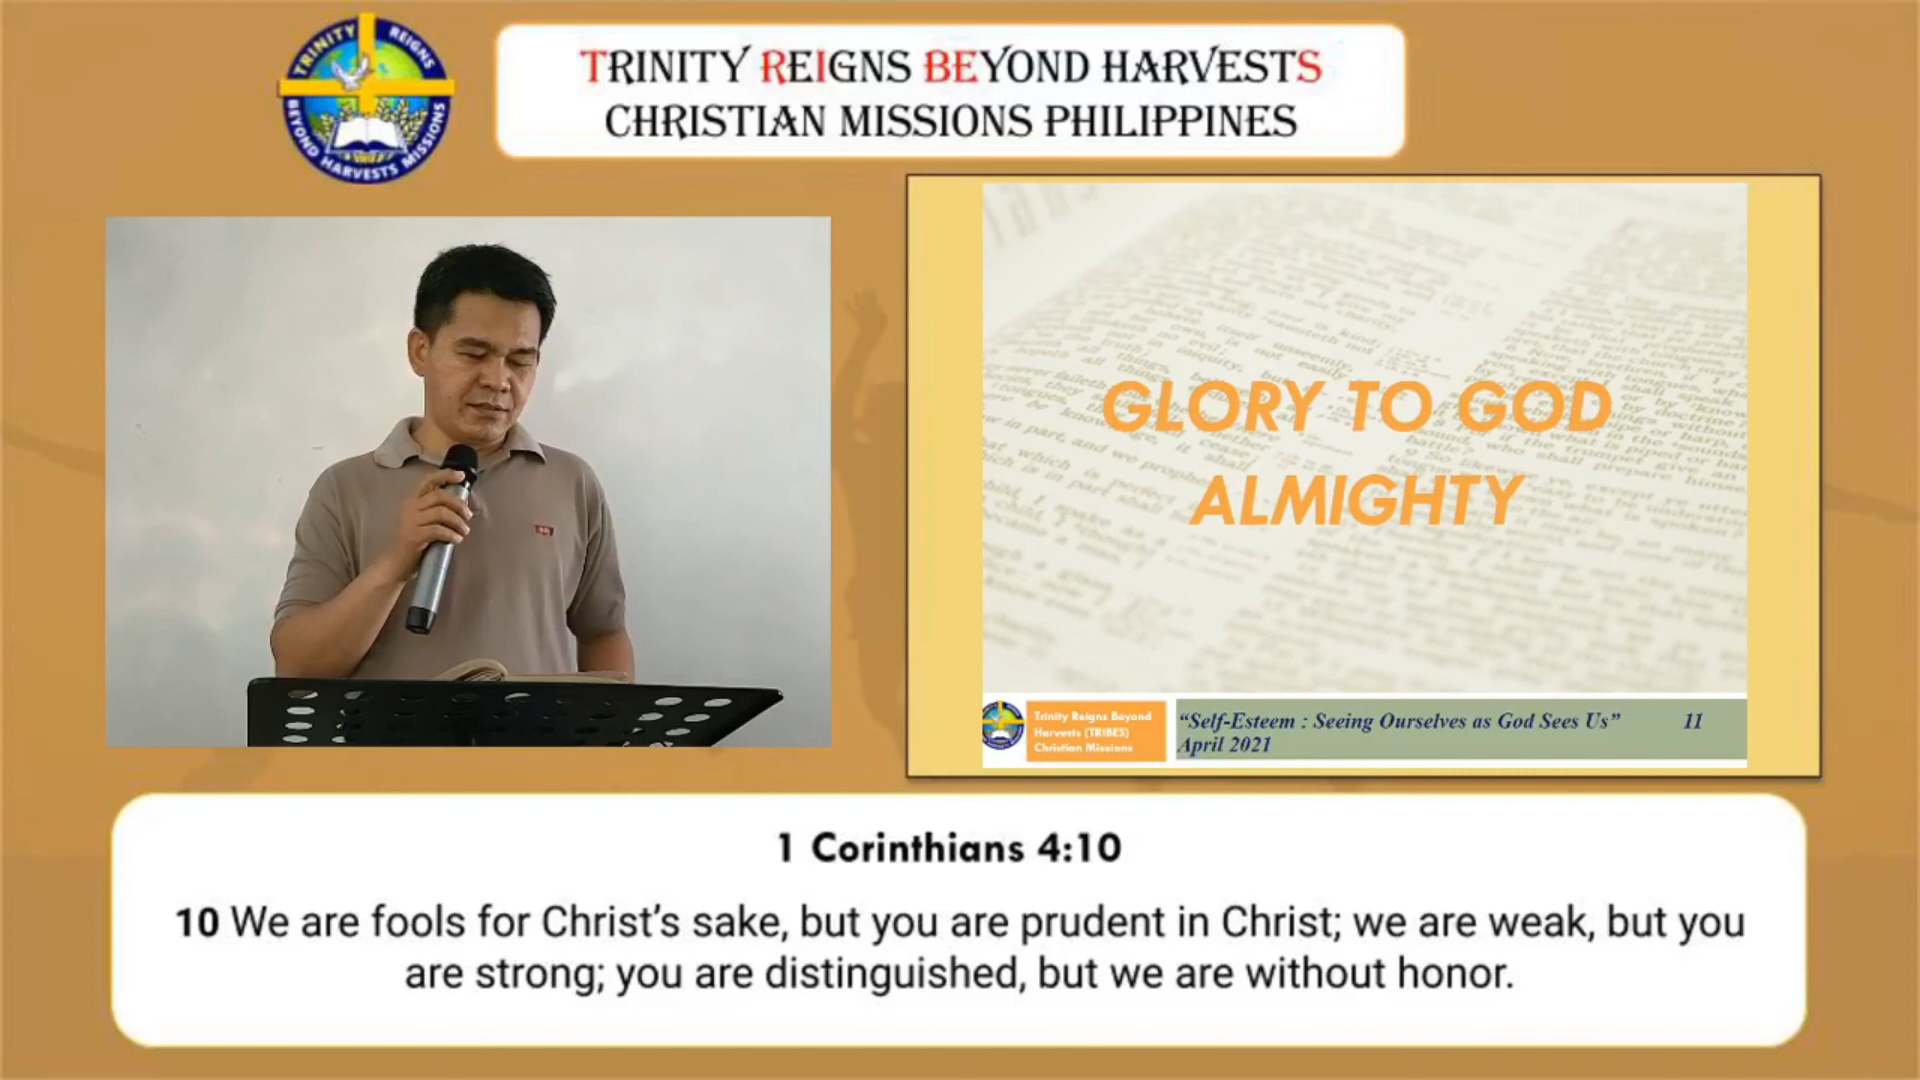 TRINITY REIGNS
BEYOND HARVESTS MISSIONS
TRINITY REIGNS BEYOND HARVESTS
CHRISTIAN MISSIONS PHILIPPINES
GLORY TO GOD
ALMIGHTY
Trinity Reigns Beyond
Harvests (TRIBES)
Christian Missions
“Self-Esteem : Seeing Ourselves as God Sees Us” 11
April 2021
1 Corinthians 4:10
10 We are fools for Christ’s sake, but you are prudent in Christ; we are weak, but you
are strong; you are distinguished, but we are without honor.